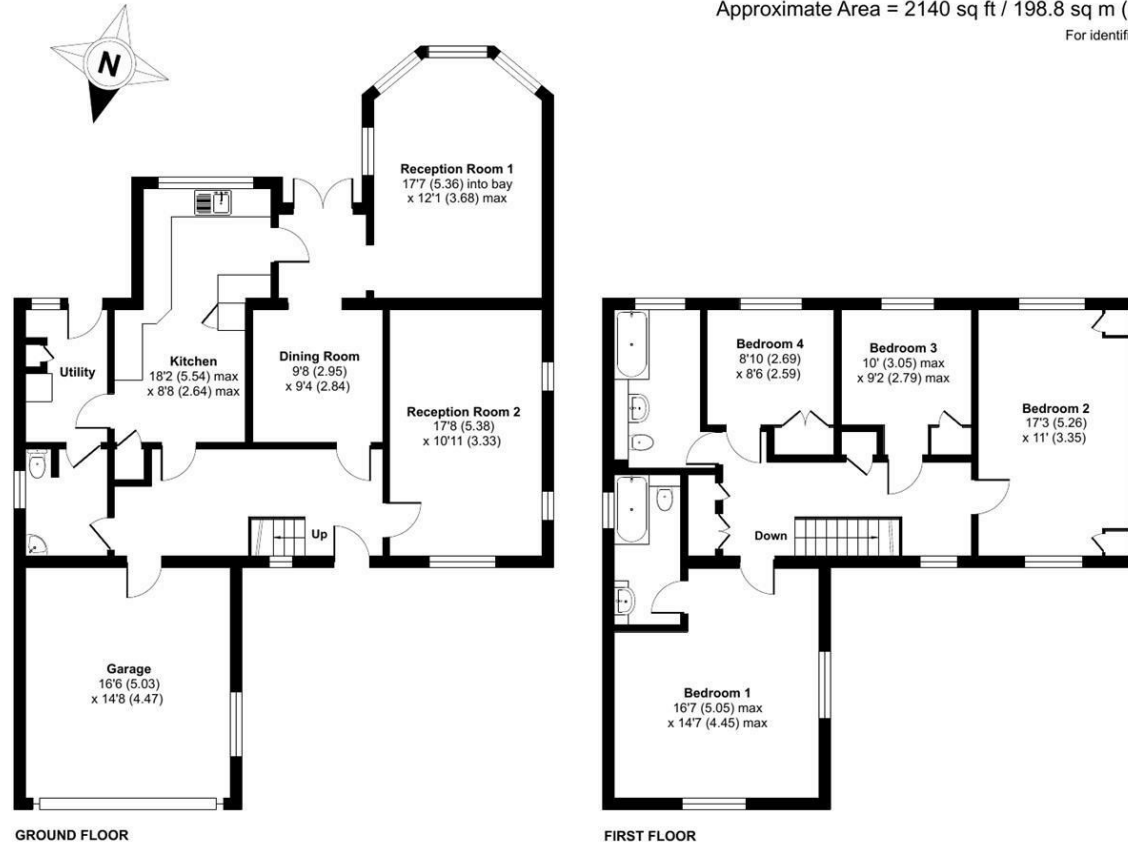 Approximate Area = 2140 sq ft / 198.8 sq m (
For identifi
N
Reception Room 1
17'7 (5.36) into bay
x 12'1 (3.68) max
Utility
Kitchen
18'2 (5.54) max
x 8'8 (2.64) max
Dining Room
9'8 (2.95)
x 9'4 (2.84)
Reception Room 2
17'8 (5.38)
x 10'11 (3.33)
Up
Garage
16'6 (5.03)
x 14'8 (4.47)
GROUND FLOOR
Bedroom 4
8'10 (2.69)
x 8'6 (2.59)
Bedroom 3
10' (3.05) max
x 9'2 (2.79) max
Bedroom 2
17'3 (5.26)
x 11' (3.35)
Down
Bedroom 1
16'7 (5.05) max
x 14'7 (4.45) max
FIRST FLOOR